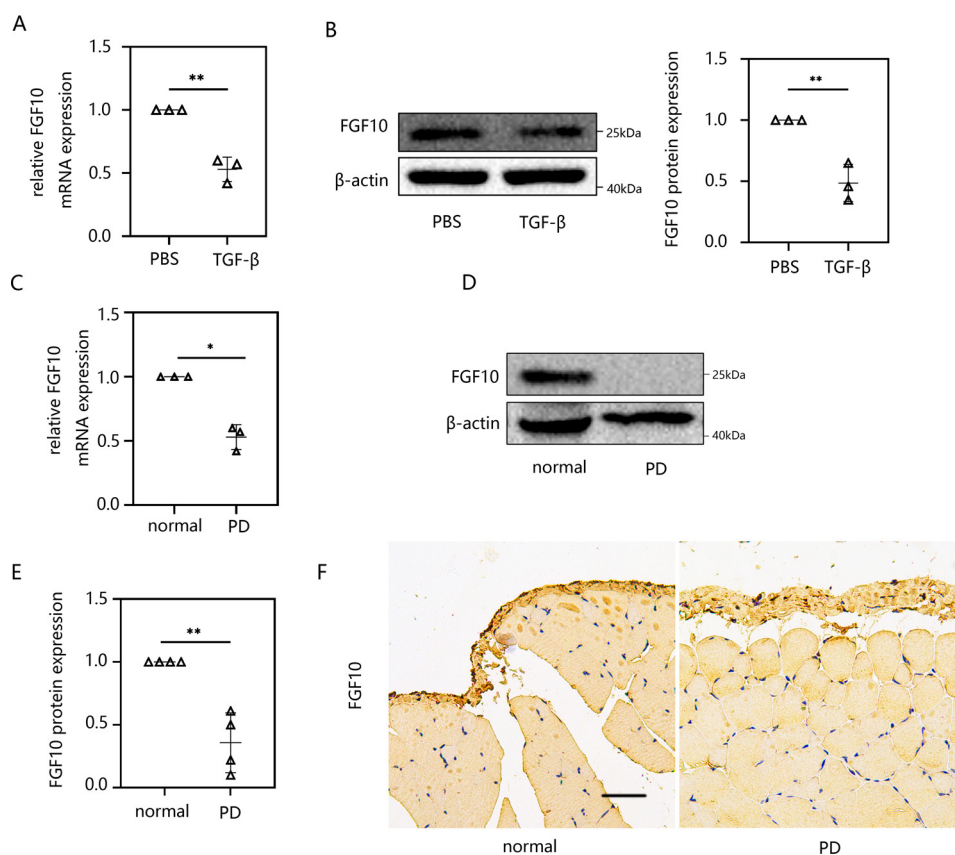 A
relative FGF10
mRNA expression
1.5
1.0
0.5
0.0
**
PBS
TGF-β
B
FGF10
25kDa
β-actin
40kDa
PBS
TGF-β
FGF10 protein expression
1.5
1.0
0.5
0.0
**
PBS
TGF-β
C
relative FGF10
mRNA expression
1.5
1.0
0.5
0.0
*
normal
PD
D
FGF10
25kDa
β-actin
40kDa
normal
PD
E
FGF10 protein expression
1.5
1.0
0.5
0.0
**
normal
PD
F
FGF10
normal
PD